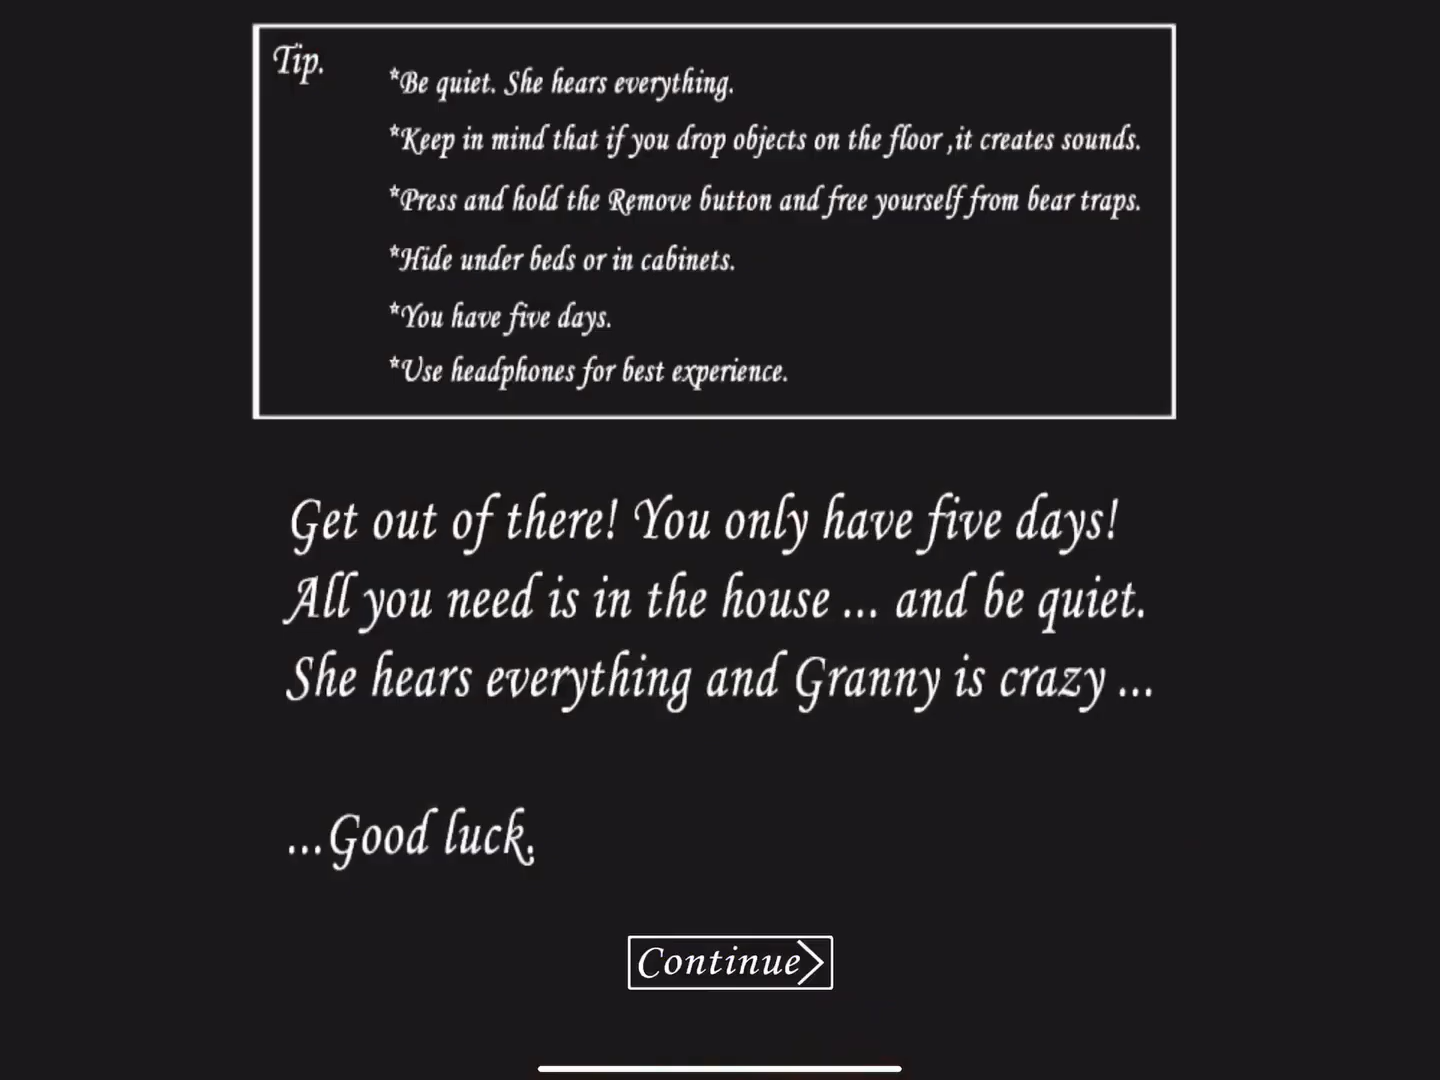 Tip.
*Be quiet. She hears everything.
*Keep in mind that if you drop objects on the floor ,it creates sounds.
*Press and hold the Remove button and free yourself from bear traps.
*Hide under beds or in cabinets.
*You have five days.
*Use headphones for best experience.
Get out of there! You only have five days!
All you need is in the house ... and be quiet.
She hears everything and Granny is crazy ...
...Good luck.
Continue